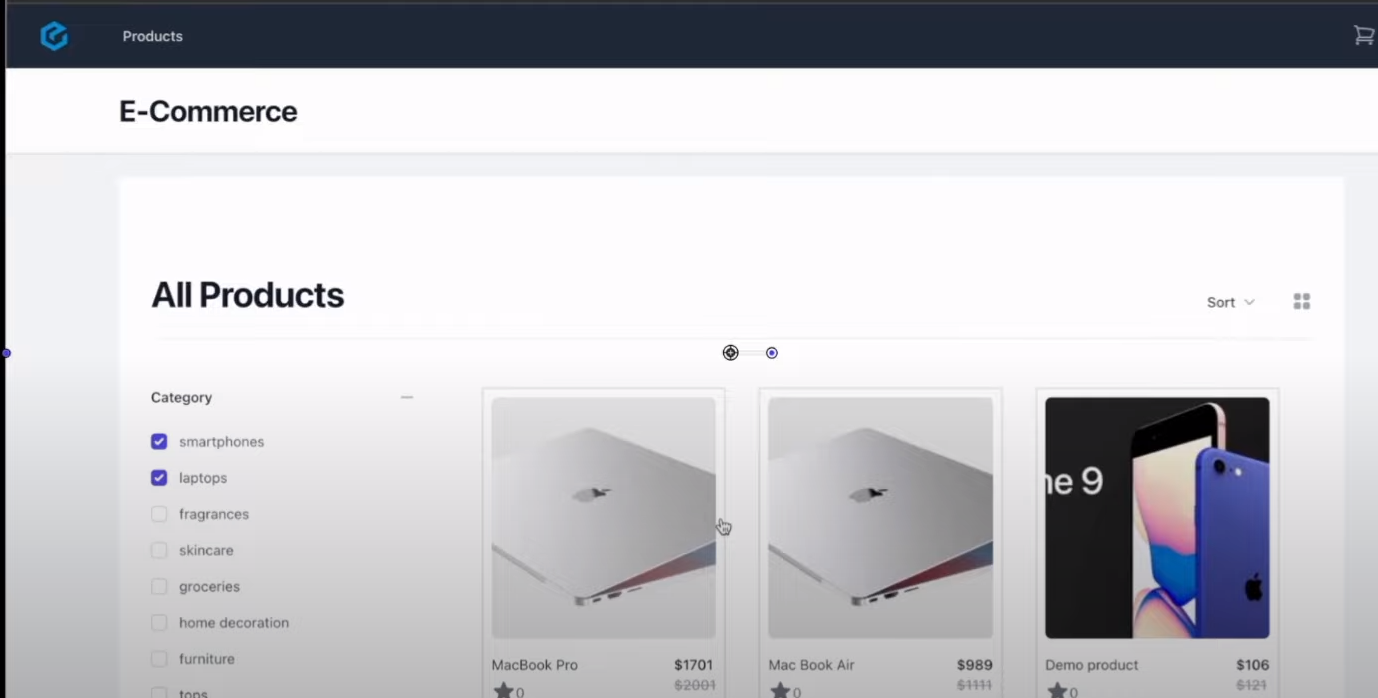 Products
E-Commerce
All Products
Sort
Category
smartphones
laptops
fragrances
skincare
groceries
home decoration
furniture
tops
ne 9
MacBook Pro $1701
$2001
0
Mac Book Air $989
$1111
0
Demo product $106
$121
0